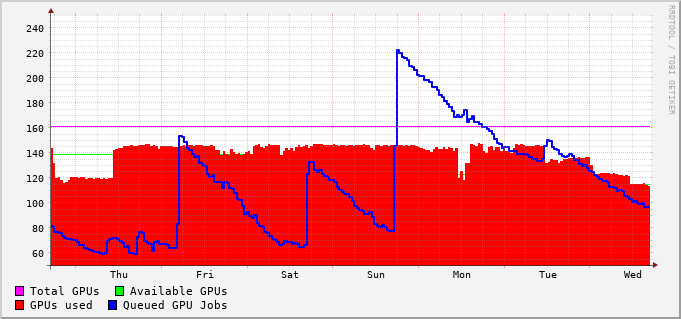 240
220
200
180
160
140
120
100
80
60
Thu Fri Sat Sun Mon Tue Wed
Total GPUs Available GPUs
GPUs used Queued GPU Jobs
RRDTOOL / TOBI OETIKER